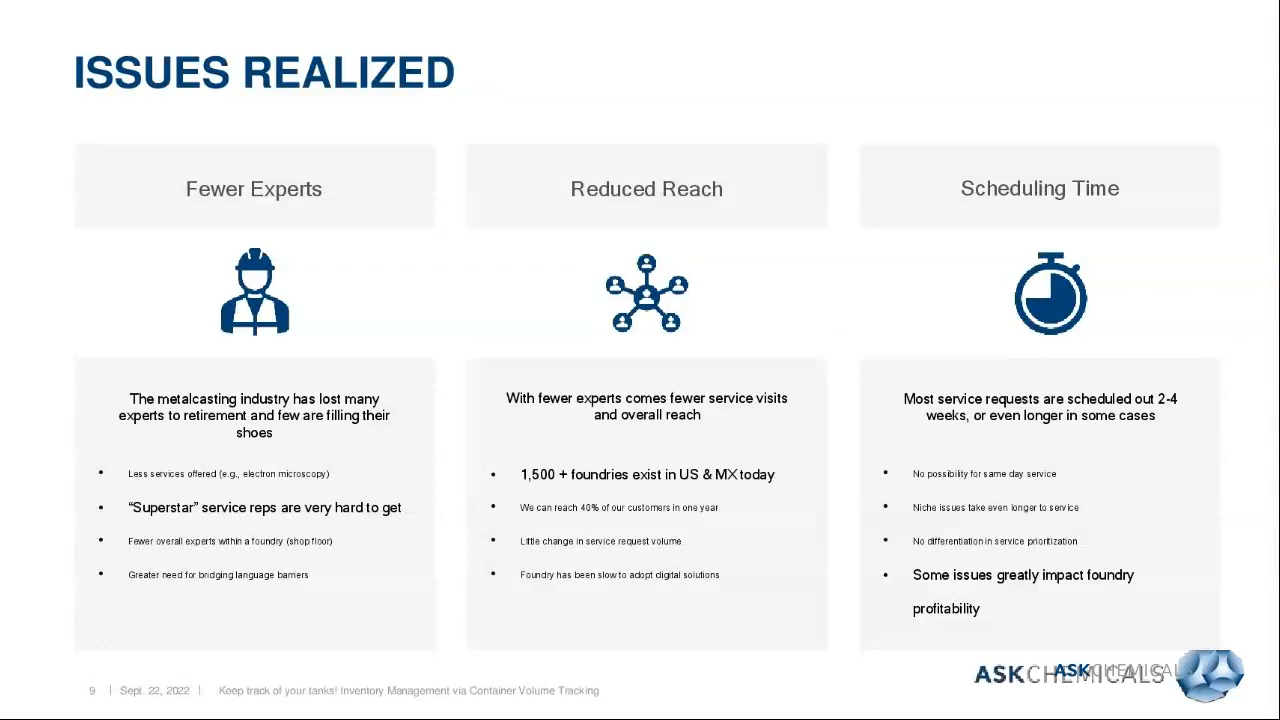 ISSUES REALIZED
Fewer Experts
The metalcasting industry has lost many
experts to retirement and few are filling their
shoes
• Less services offered (e.g., electron microscopy)
• “Superstar” service reps are very hard to get
• Fewer overall experts within a foundry (shop floor)
• Greater need for bridging language barriers
Reduced Reach
With fewer experts comes fewer service visits
and overall reach
• 1,500 + foundries exist in US & MX today
• We can reach 40% of our customers in one year
• Little change in service request volume
• Foundry has been slow to adopt digital solutions
Scheduling Time
Most service requests are scheduled out 2-4
weeks, or even longer in some cases
• No possibility for same day service
• Niche issues take even longer to service
• No differentiation in service prioritization
• Some issues greatly impact foundry
profitability
9 | Sept. 22, 2022 | Keep track of your tanks! Inventory Management via Container Volume Tracking
ASKCHEMICALS
ASKCHEMICAL